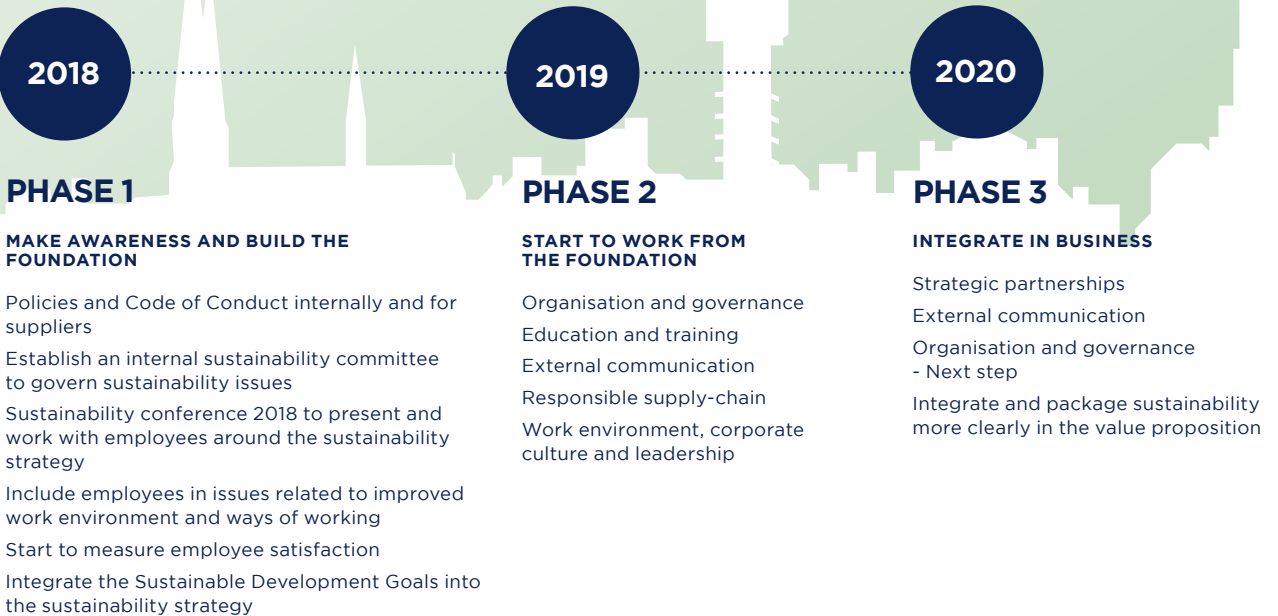 2018
PHASE 1
MAKE AWARENESS AND BUILD THE
FOUNDATION
Policies and Code of Conduct internally and for
suppliers
Establish an internal sustainability committee
to govern sustainability issues
Sustainability conference 2018 to present and
work with employees around the sustainability
strategy
Include employees in issues related to improved
work environment and ways of working
Start to measure employee satisfaction
Integrate the Sustainable Development Goals into
the sustainability strategy
2019
PHASE 2
START TO WORK FROM
THE FOUNDATION
Organisation and governance
Education and training
External communication
Responsible supply-chain
Work environment, corporate
culture and leadership
2020
PHASE 3
INTEGRATE IN BUSINESS
Strategic partnerships
External communication
Organisation and governance
- Next step
Integrate and package sustainability
more clearly in the value proposition